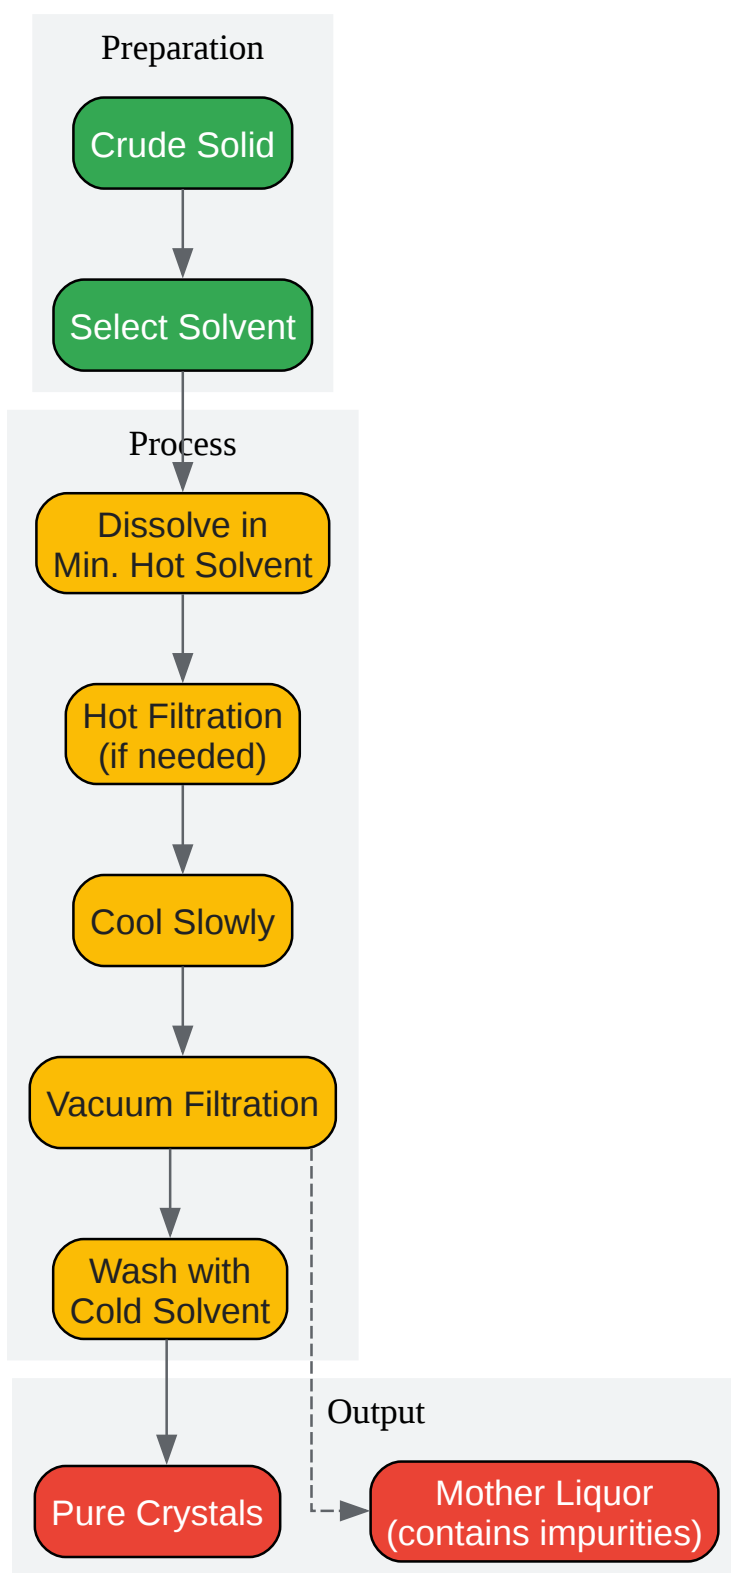 Preparation
Crude Solid
Select Solvent
Process
Dissolve in
Min. Hot Solvent
Hot Filtration
(if needed)
Cool Slowly
Vacuum Filtration
Wash with
Cold Solvent
Output
Pure Crystals
Mother Liquor
(contains impurities)